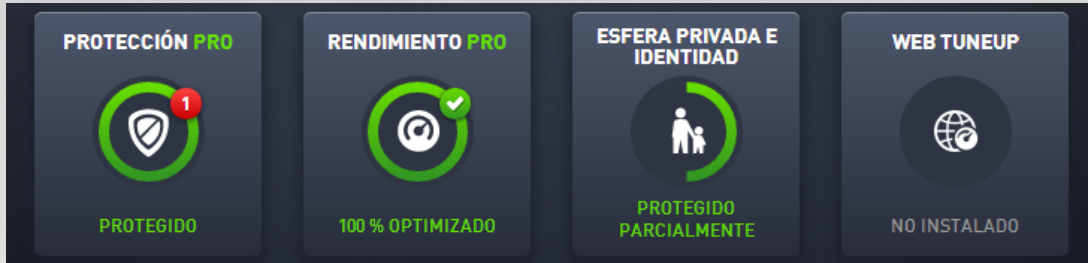 PROTECCIÓN PRO
1
PROTEGIDO
RENDIMIENTO PRO
100 % OPTIMIZADO
ESFERA PRIVADA E
IDENTIDAD
PROTEGIDO
PARCIALMENTE
WEB TUNEUP
NO INSTALADO